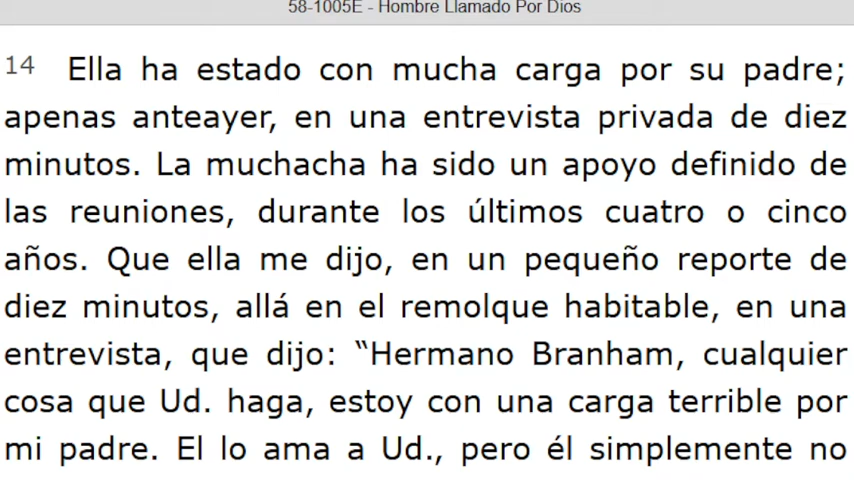 58-1005E - Hombre Llamado Por Dios
14 Ella ha estado con mucha carga por su padre;
apenas anteayer, en una entrevista privada de diez
minutos. La muchacha ha sido un apoyo definido de
las reuniones, durante los últimos cuatro o cinco
años. Que ella me dijo, en un pequeño reporte de
diez minutos, allá en el remolque habitable, en una
entrevista, que dijo: “Hermano Branham, cualquier
cosa que Ud. haga, estoy con una carga terrible por
mi padre. El lo ama a Ud., pero él simplemente no